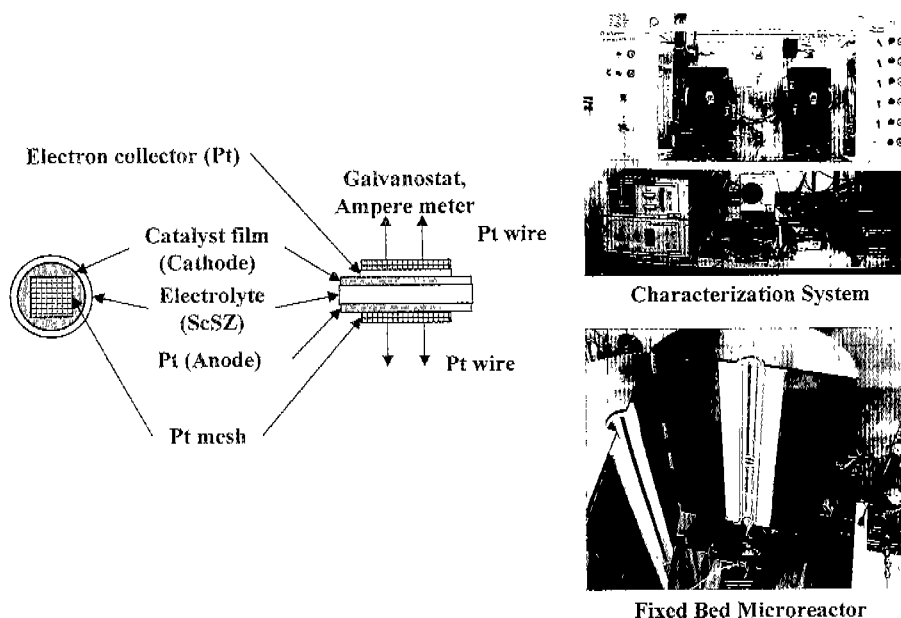 Electron collector (Pt)
Galvanostat,
Ampere meter
Pt wire
Catalyst film
(Cathode)
Electrolyte
(ScSZ)
Pt (Anode)
Pt wire
Pt mesh
Characterization System
Fixed Bed Microreactor